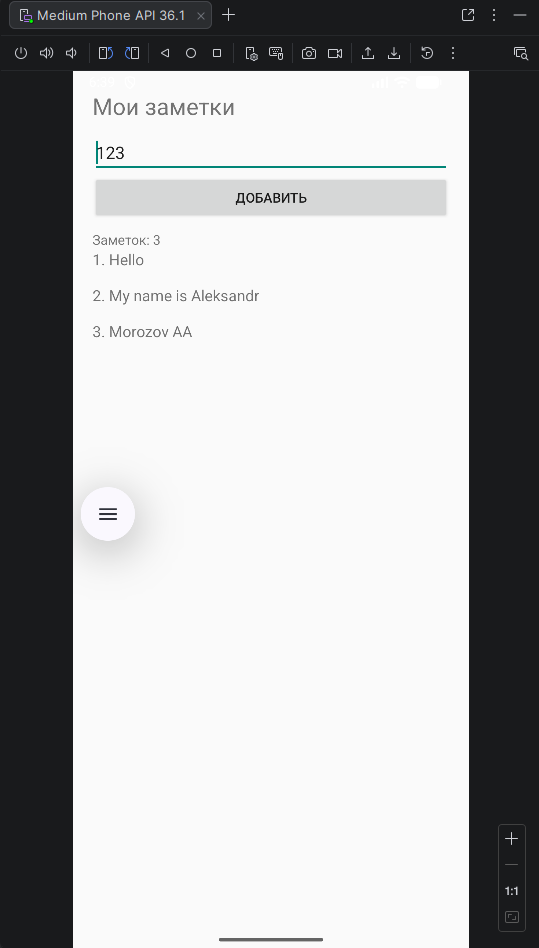 Medium Phone API 36.1
Мои заметки
123
ДОБАВИТЬ
Заметок: 3
1. Hello
2. My name is Aleksandr
3. Morozov AA
1:1